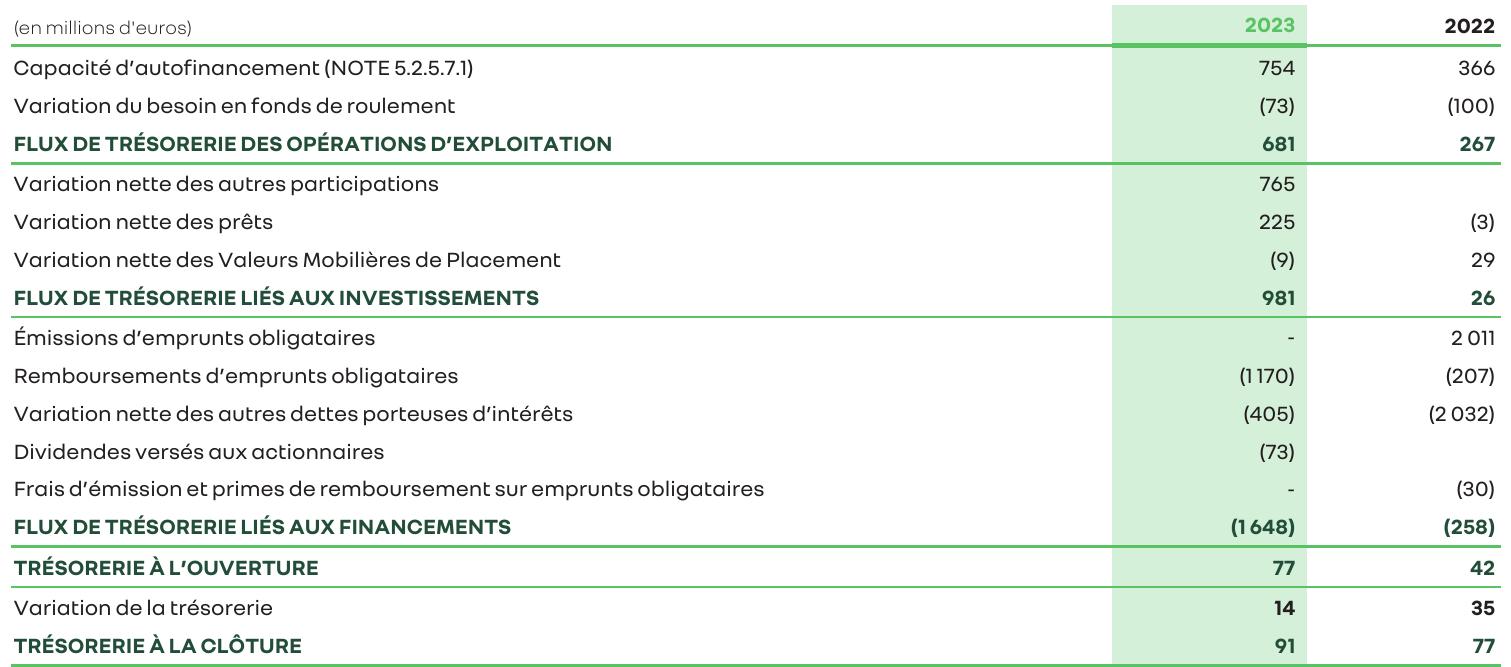 (en millions d'euros) 2023 2022
Capacité d’autofinancement (NOTE 5.2.5.7.1) 754 366
Variation du besoin en fonds de roulement (73) (100)
FLUX DE TRÉSORERIE DES OPÉRATIONS D’EXPLOITATION 681 267
Variation nette des autres participations 765
Variation nette des prêts 225 (3)
Variation nette des Valeurs Mobilières de Placement (9) 29
FLUX DE TRÉSORERIE LIÉS AUX INVESTISSEMENTS 981 26
Émissions d’emprunts obligataires - 2 011
Remboursements d’emprunts obligataires (1 170) (207)
Variation nette des autres dettes porteuses d’intérêts (405) (2 032)
Dividendes versés aux actionnaires (73)
Frais d’émission et primes de remboursement sur emprunts obligataires - (30)
FLUX DE TRÉSORERIE LIÉS AUX FINANCEMENTS (1 648) (258)
TRÉSORERIE À L’OUVERTURE 77 42
Variation de la trésorerie 14 35
TRÉSORERIE À LA CLÔTURE 91 77